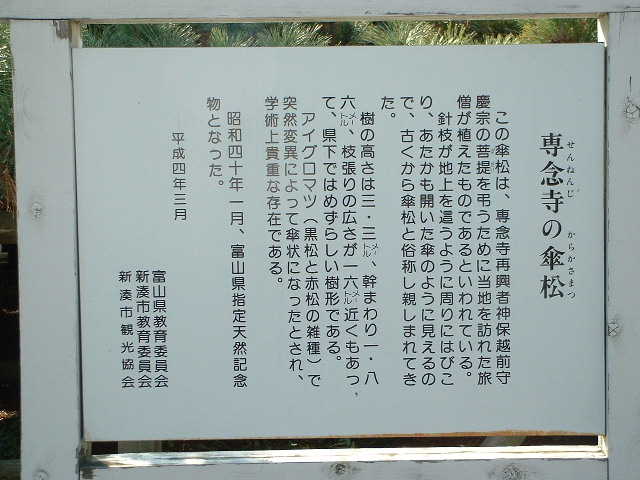 専念寺の傘松
せんねんじ からかさまつ
この傘松は、専念寺再興者神保越前守
慶宗の菩提を弔うために当地を訪れた旅
僧が植えたものであるといわれている。
針枝が地上を這うように周りにはびこ
り、あたかも開いた傘のように見えるの
で、古くから傘松と俗称し親しまれてき
た。
樹の高さは三・三メートル、幹まわり一・八
六メートル、枝張りの広さが一六メートル近くもあっ
て、県下ではめずらしい樹形である。
アイグロマツ(黒松と赤松の雑種)で
突然変異によって傘状になったとされ、
学術上貴重な存在である。
昭和四十年一月、富山県指定天然記念
物となった。
平成四年三月
富山県教育委員会
新湊市教育委員会
新湊市観光協会